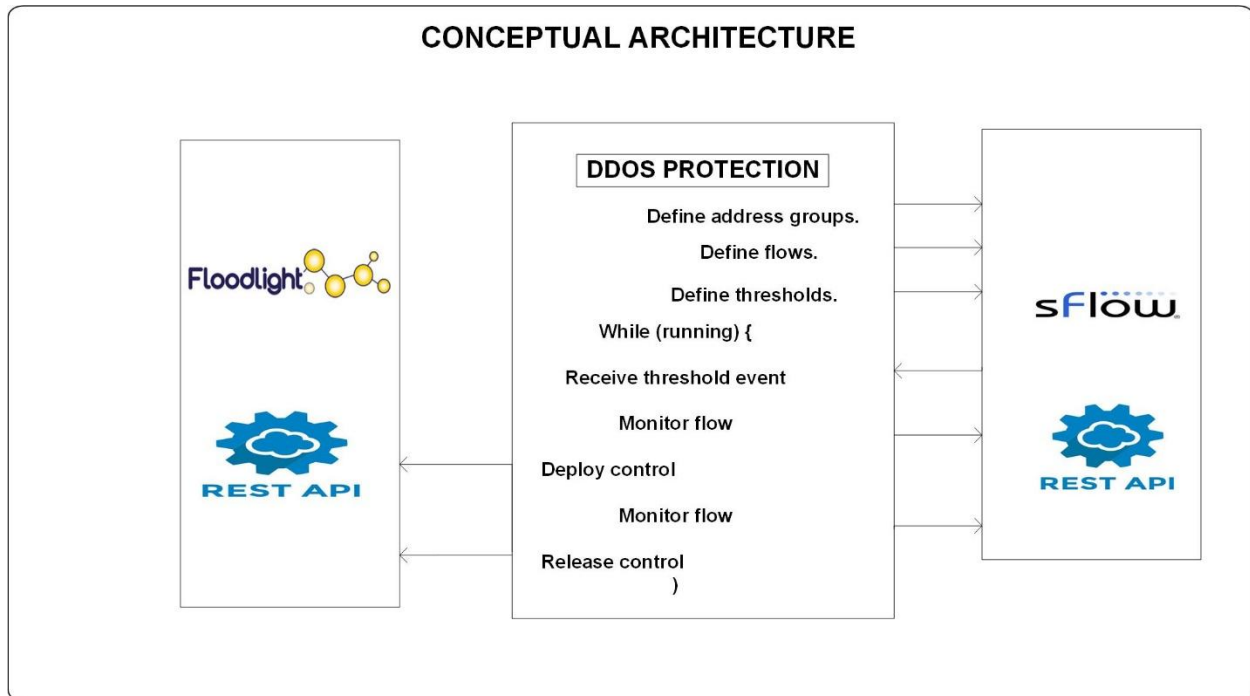 CONCEPTUAL ARCHITECTURE
Floodlight
REST API
DDOS PROTECTION
Define address groups.
Define flows.
Define thresholds.
While (running) {
Receive threshold event
Monitor flow
Deploy control
Monitor flow
Release control
)
sFlow®
REST API